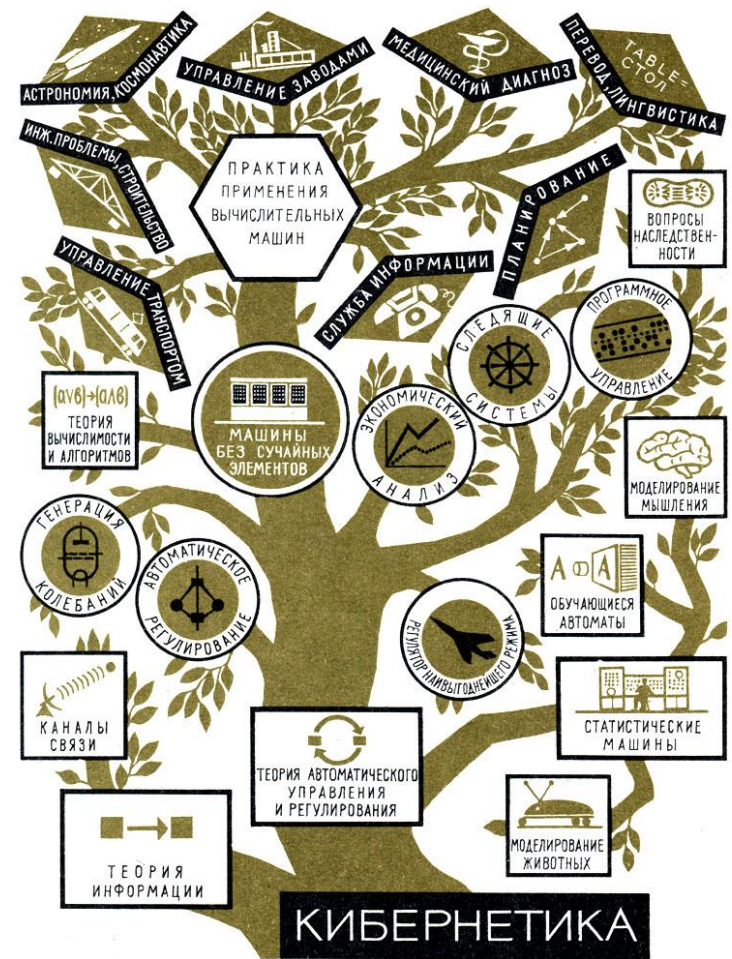 АСТРОНОМИЯ, КОСМОНАВТИКА
УПРАВЛЕНИЕ ЗАВОДАМИ
МЕДИЦИНСКИЙ ДИАГНОЗ
TABLE-
СТОЛ
ПЕРЕВОД, ЛИНГВИСТИКА
ИНЖ. ПРОБЛЕМЫ, СТРОИТЕЛЬСТВО
ПРАКТИКА
ПРИМЕНЕНИЯ
ВЫЧИСЛИТЕЛЬНЫХ
МАШИН
ПЛАНИРОВАНИЕ
ВОПРОСЫ
НАСЛЕДСТВЕН-
НОСТИ
УПРАВЛЕНИЕ ТРАНСПОРТОМ
СЛУЖБА ИНФОРМАЦИИ
СЛЕДЯЩИЕ
СИСТЕМЫ
ПРОГРАММНОЕ
УПРАВЛЕНИЕ
(avб)→(aʌв)
ТЕОРИЯ
ВЫЧИСЛИМОСТИ
И АЛГОРИТМОВ
МАШИНЫ
БЕЗ СУЧАЙНЫХ
ЭЛЕМЕНТОВ
ЭКОНОМИЧЕСКИЙ
АНАЛИЗ
МОДЕЛИРОВАНИЕ
МЫШЛЕНИЯ
ГЕНЕРАЦИЯ
КОЛЕБАНИЙ
АВТОМАТИЧЕСКОЕ
РЕГУЛИРОВАНИЕ
А А
ОБУЧАЮЩИЕСЯ
АВТОМАТЫ
РЕГУЛЯТОР НАИВЫГОДНЕЙШЕГО РЕЖИМА
КАНАЛЫ
СВЯЗИ
СТАТИСТИЧЕСКИЕ
МАШИНЫ
ТЕОРИЯ АВТОМАТИЧЕСКОГО
УПРАВЛЕНИЯ
И РЕГУЛИРОВАНИЯ
МОДЕЛИРОВАНИЕ
ЖИВОТНЫХ
ТЕОРИЯ
ИНФОРМАЦИИ
КИБЕРНЕТИКА